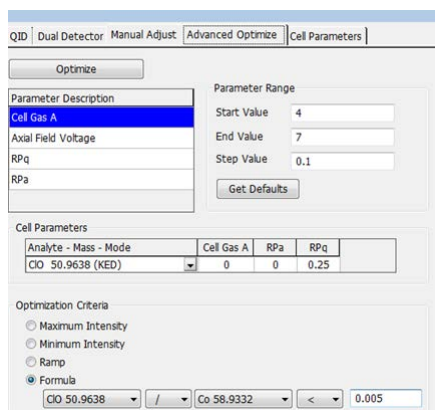 QID Dual Detector Manual Adjust Advanced Optimize Cell Parameters
Optimize
Parameter Description
Cell Gas A
Axial Field Voltage
RPq
RPa
Parameter Range
Start Value 4
End Value 7
Step Value 0.1
Get Defaults
Cell Parameters
Analyte - Mass - Mode Cell Gas A RPa RPq
ClO 50.9638 (KED) 0 0 0.25
Optimization Criteria
Maximum Intensity
Minimum Intensity
Ramp
Formula
ClO 50.9638 / Co 58.9332 < 0.005